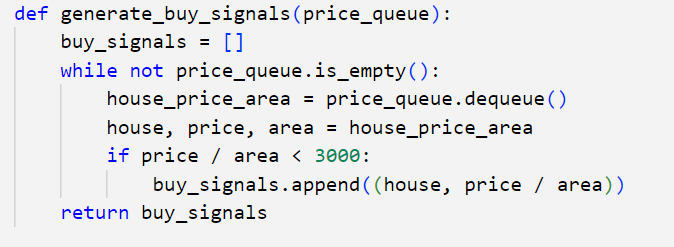 def generate_buy_signals(price_queue):
    buy_signals = []
    while not price_queue.is_empty():
        house_price_area = price_queue.dequeue()
        house, price, area = house_price_area
        if price / area < 3000:
            buy_signals.append((house, price / area))
    return buy_signals